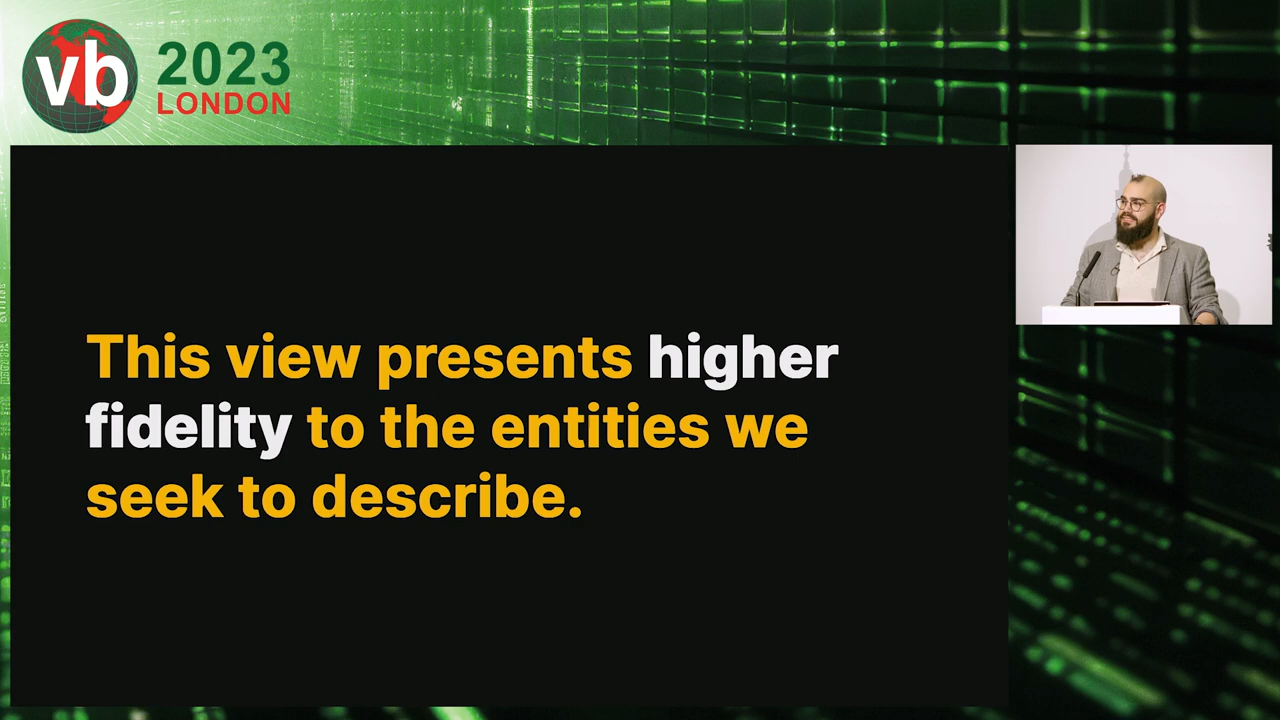 vb
2023
LONDON
This view presents higher
fidelity to the entities we
seek to describe.